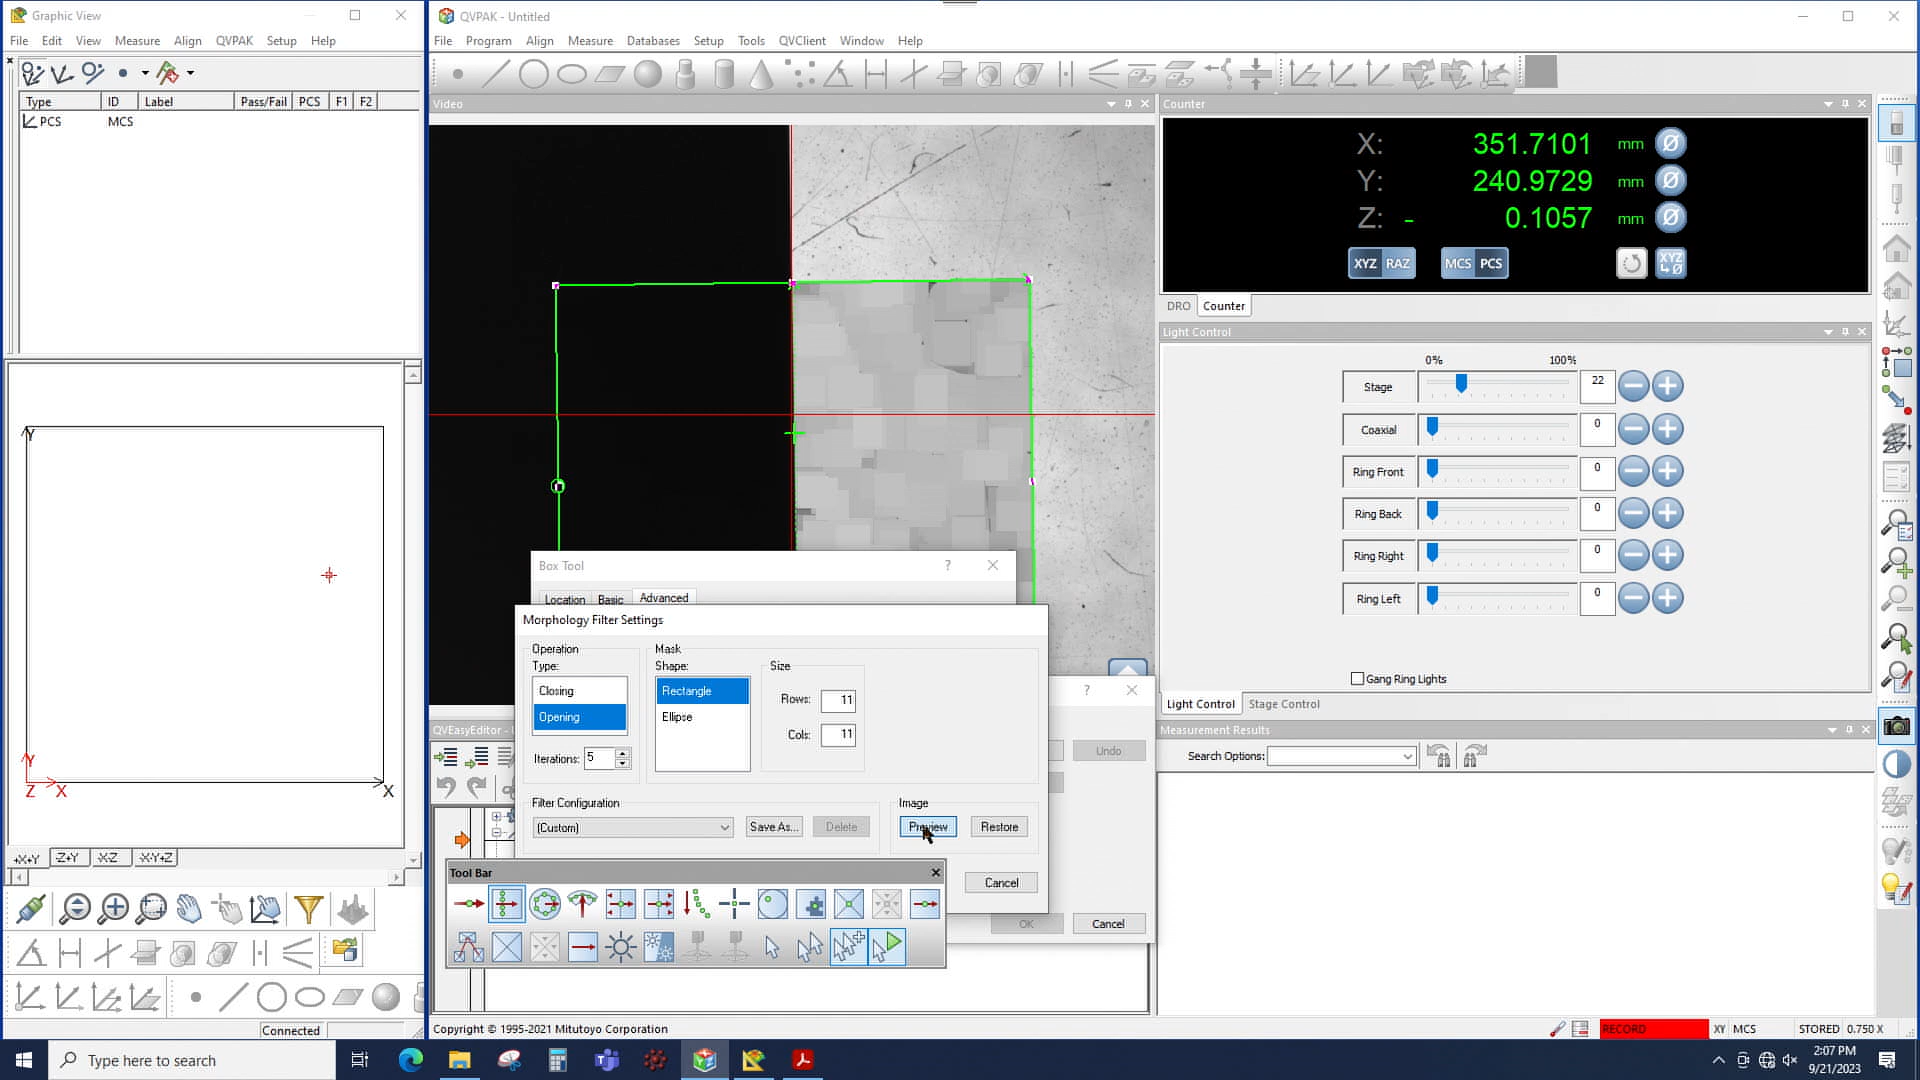 Graphic View
File Edit View Measure Align QVPAK Setup Help
Type ID Label Pass/Fail PCS F1 F2
PCS MCS
Y
Y
Z X X
+X+Y -Z+Y -X-Z -X-Y+Z
Connected
QVPAK - Untitled
File Program Align Measure Databases Setup Tools QVClient Window Help
Video
Box Tool ?
Location Basic Advanced
Morphology Filter Settings
Operation
Type:
Closing
Opening
Iterations: 5
Mask
Shape:
Rectangle
Ellipse
Size
Rows: 11
Cols: 11
Filter Configuration
(Custom) Save As... Delete
Image
Preview Restore
Cancel
?
Undo
OK Cancel
QVEasyEditor -
Tool Bar
Counter
X: 351.7101 mm Ø
Y: 240.9729 mm Ø
Z: - 0.1057 mm Ø
XYZ RAZ MCS PCS XYZ Ø
DRO Counter
Light Control
0% 100%
Stage 22
Coaxial 0
Ring Front 0
Ring Back 0
Ring Right 0
Ring Left 0
Gang Ring Lights
Light Control Stage Control
Measurement Results
Search Options:
Copyright © 1995-2021 Mitutoyo Corporation
RECORD XY MCS STORED 0.750 X
Type here to search
2:07 PM
9/21/2023